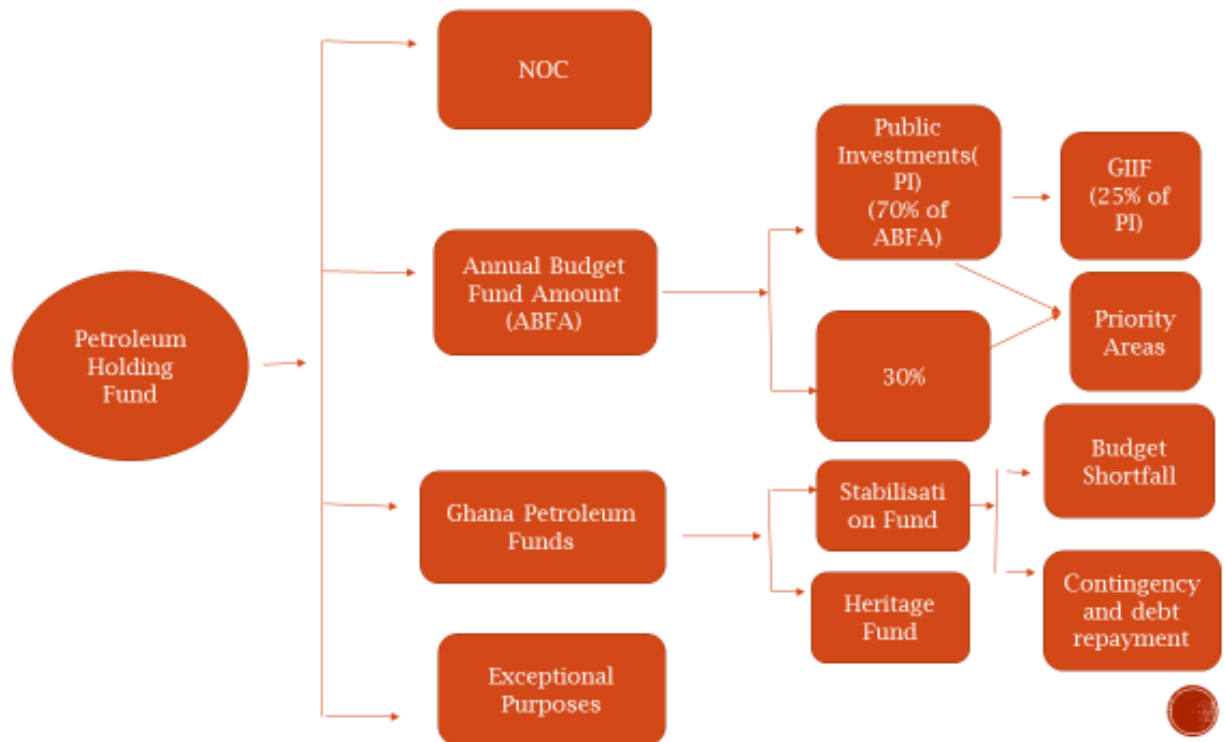 NOC
Public
Investments(
PI)
(70% of
ABFA)
GIIF
(25% of
PI)
Annual Budget
Fund Amount
(ABFA)
Petroleum
Holding
Fund
Priority
Areas
30%
Budget
Shortfall
Ghana Petroleum
Funds
Stabilisati
on Fund
Heritage
Fund
Contingency
and debt
repayment
Exceptional
Purposes